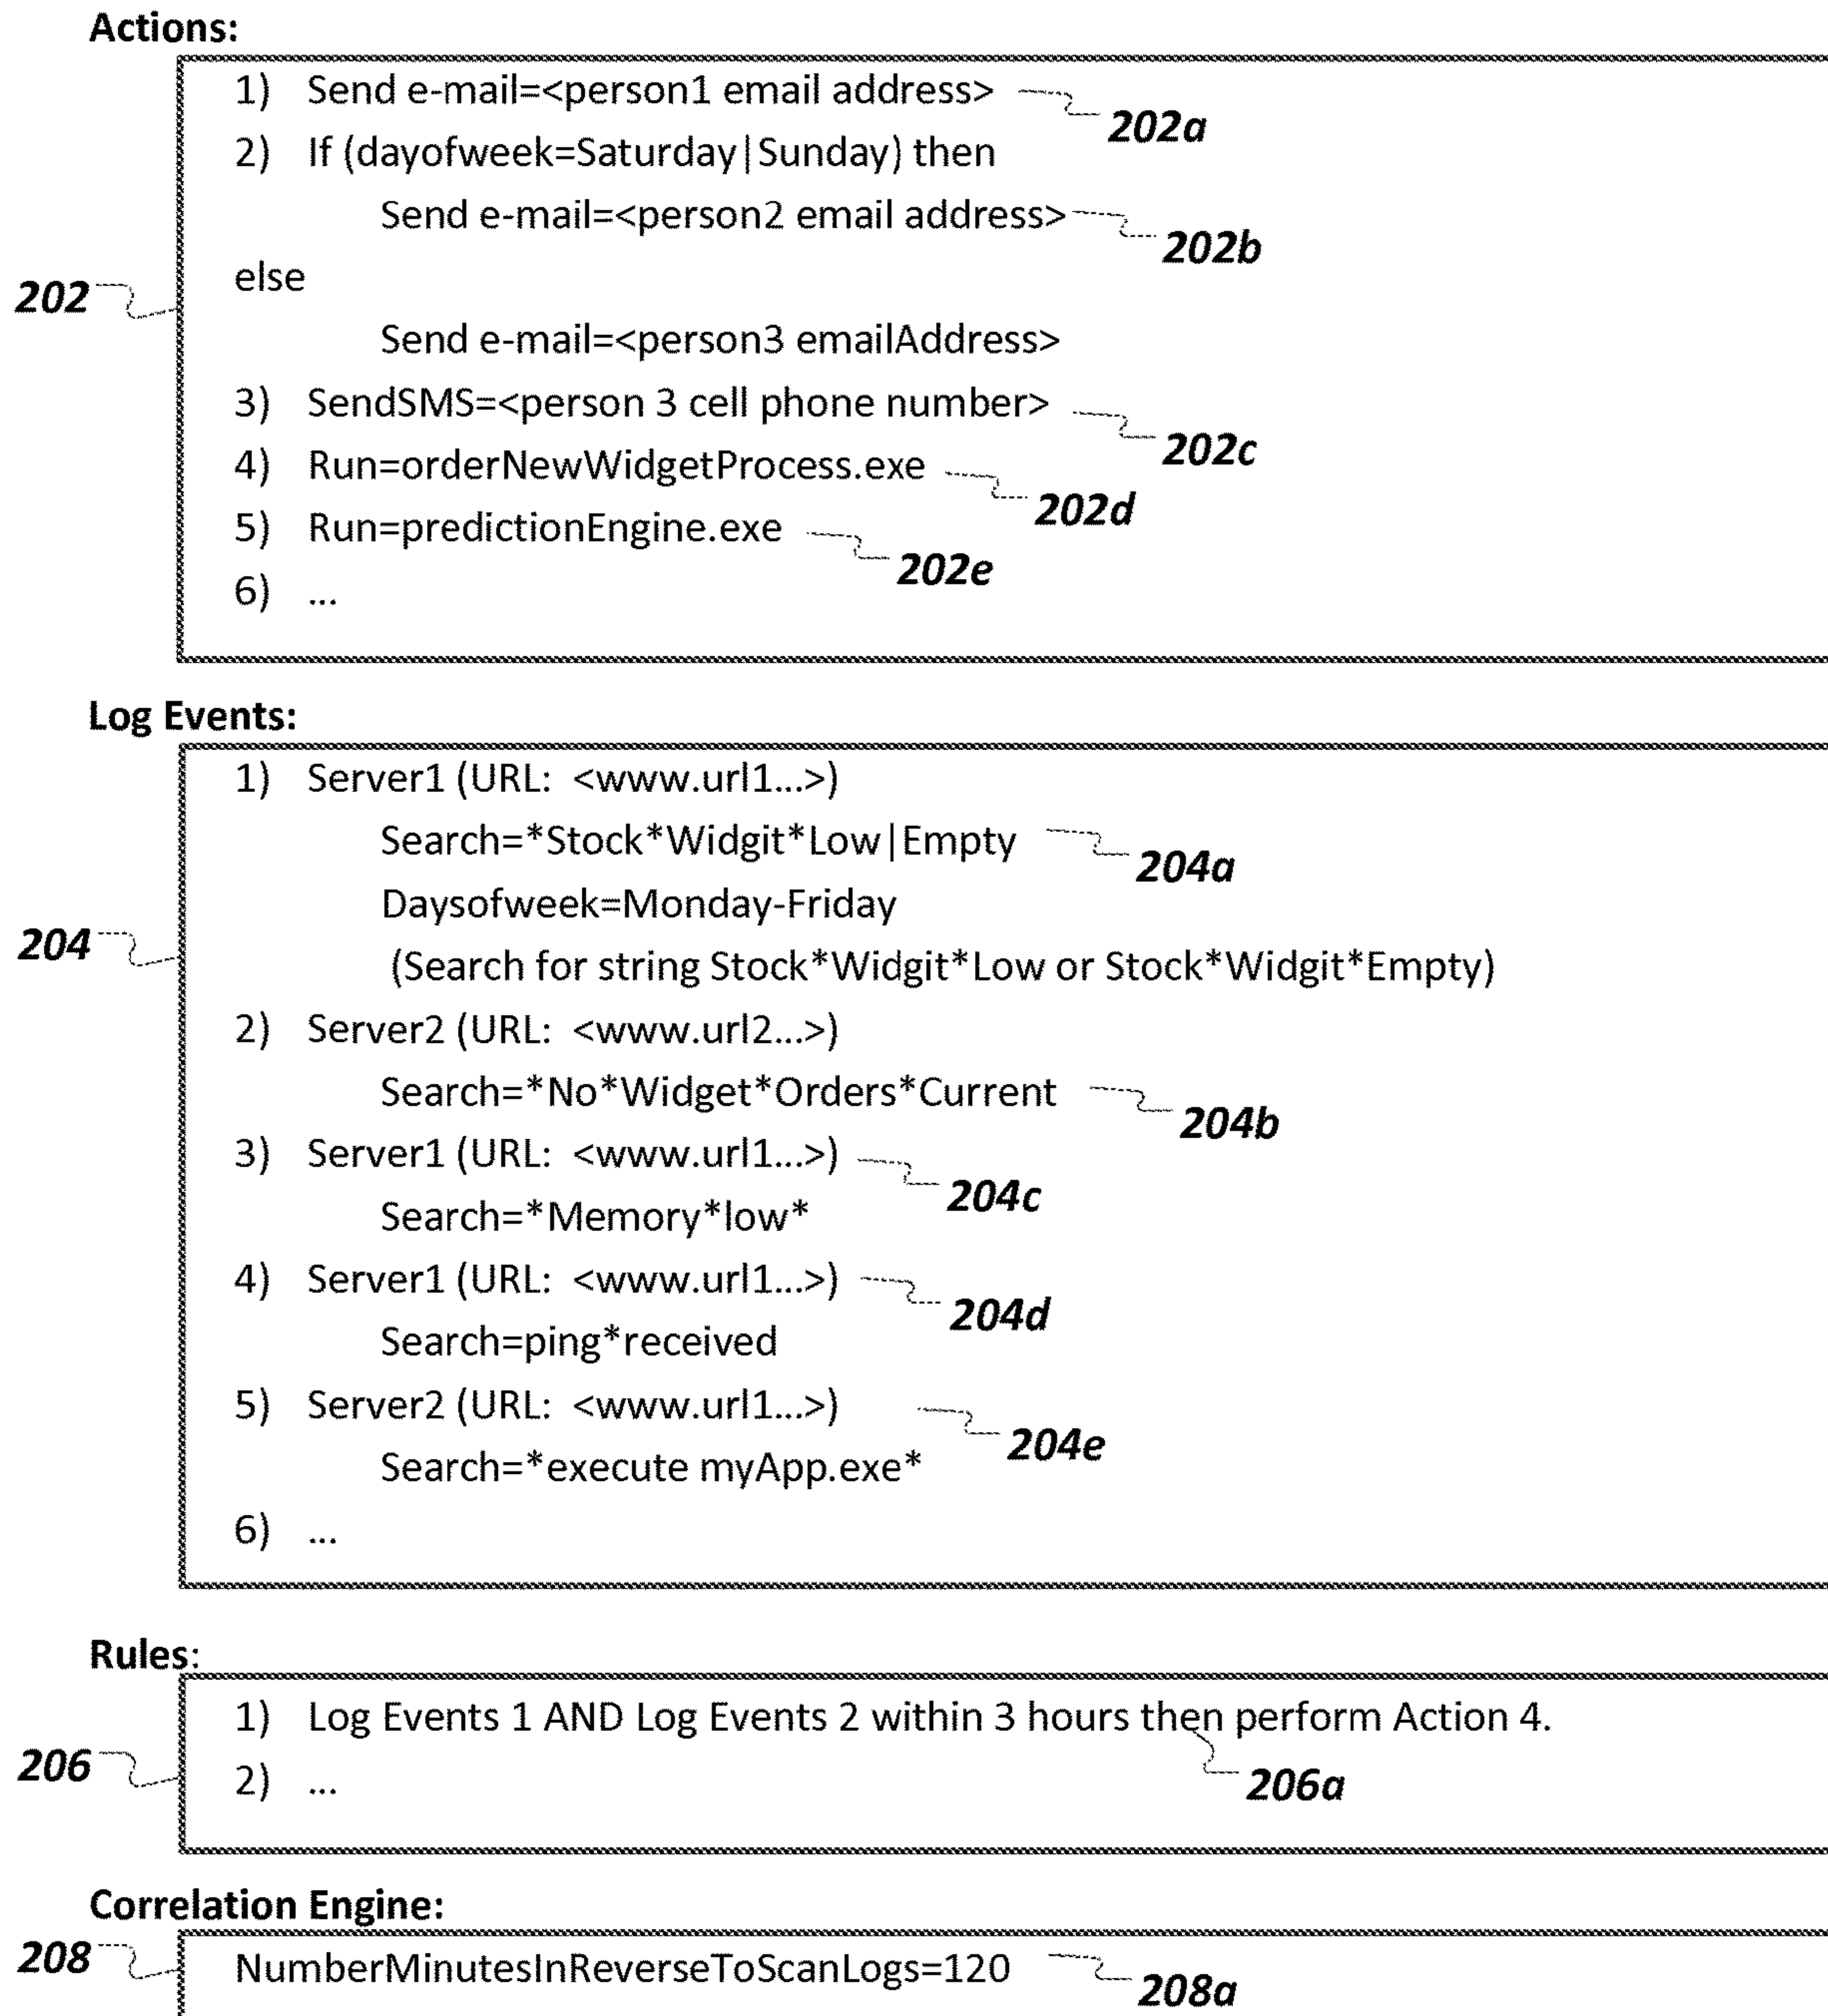 Actions:
1) Send e-mail=<person1 email address>
202a
2) If (dayofweek=Saturday|Sunday) then
Send e-mail=<person2 email address>
202b
else
202
Send e-mail=<person3 emailAddress>
3) SendSMS=<person 3 cell phone number>
202c
4) Run=orderNewWidgetProcess.exe
202d
5) Run=predictionEngine.exe
202e
6) ...
Log Events:
1) Server1 (URL: <www.url1...>)
Search=*Stock*Widgit*Low|Empty
204a
Daysofweek=Monday-Friday
204
(Search for string Stock*Widgit*Low or Stock*Widgit*Empty)
2) Server2 (URL: <www.url2...>)
Search=*No*Widget*Orders*Current
204b
3) Server1 (URL: <www.url1...>)
204c
Search=*Memory*low*
4) Server1 (URL: <www.url1...>)
204d
Search=ping*received
5) Server2 (URL: <www.url1...>)
204e
Search=*execute myApp.exe*
6) ...
Rules:
1) Log Events 1 AND Log Events 2 within 3 hours then perform Action 4.
206
2) ...
206a
Correlation Engine:
208
NumberMinutesInReverseToScanLogs=120
208a